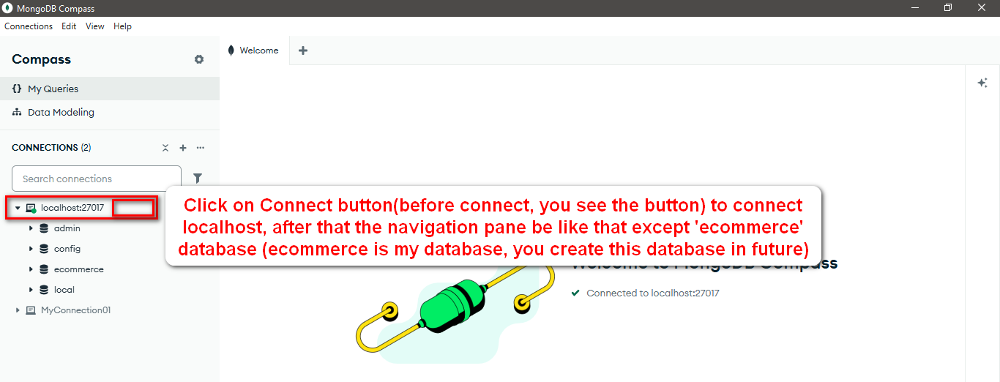 MongoDB Compass
Connections Edit View Help
Compass
Welcome
My Queries
Data Modeling
CONNECTIONS (2)
Search connections
localhost:27017
admin
config
ecommerce
local
MyConnection01
Click on Connect button(before connect, you see the button) to connect
localhost, after that the navigation pane be like that except 'ecommerce'
database (ecommerce is my database, you create this database in future)
Welcome to MongoDB Compass
Connected to localhost:27017